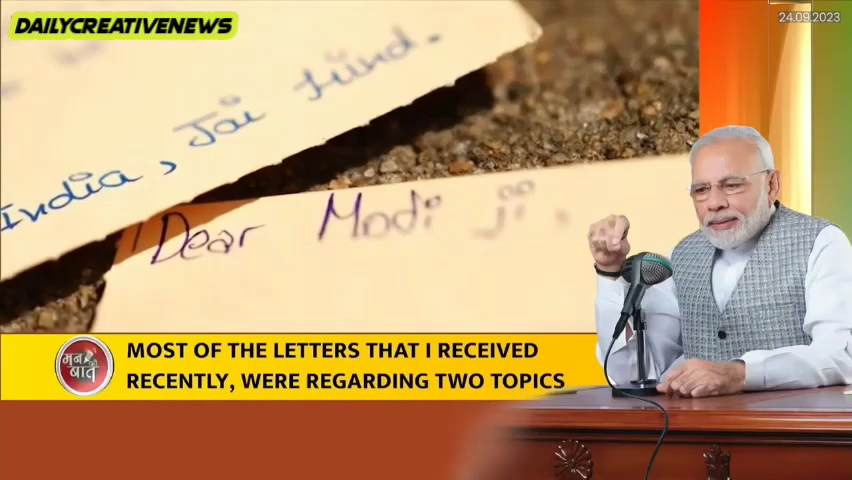 DAILYCREATIVENEWS
24.09.2023
India, Jai Hind.
Dear Modi ji,
मन की बात
MOST OF THE LETTERS THAT I RECEIVED
RECENTLY, WERE REGARDING TWO TOPICS